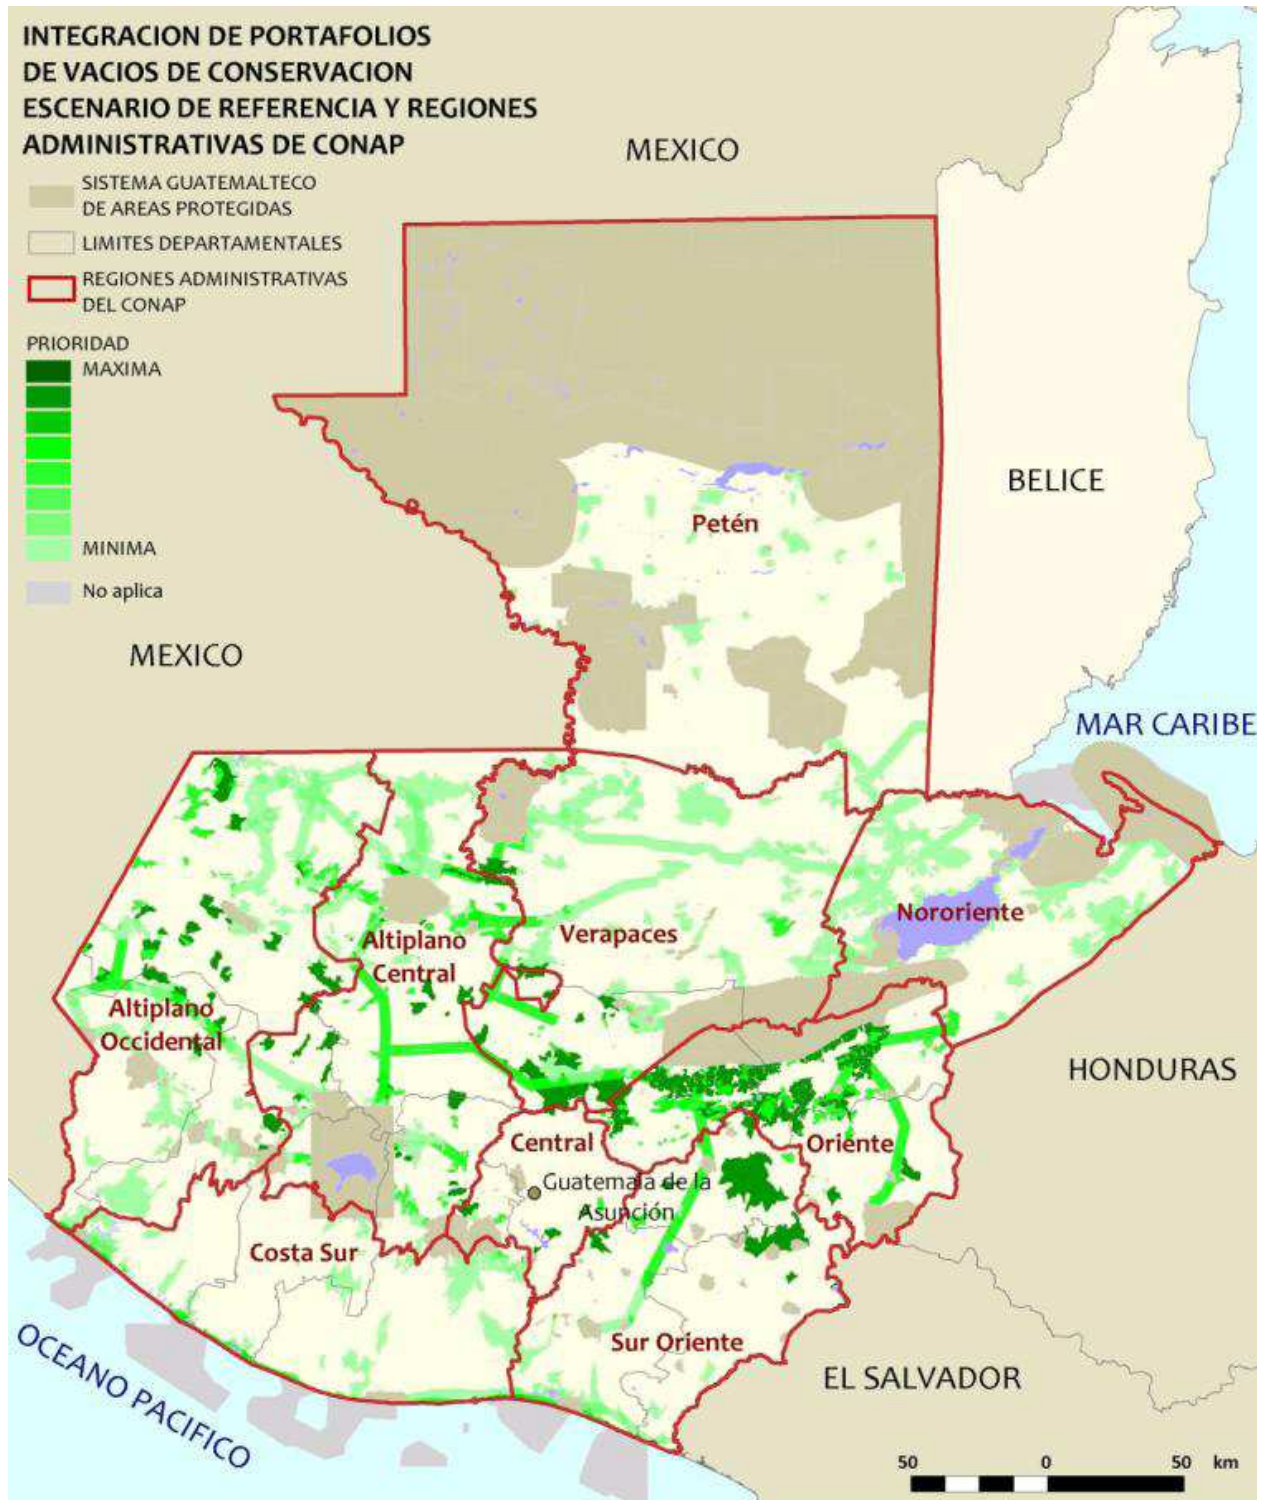 INTEGRACION DE PORTAFOLIOS
DE VACIOS DE CONSERVACION
ESCENARIO DE REFERENCIA Y REGIONES
ADMINISTRATIVAS DE CONAP
SISTEMA GUATEMALTECO
DE AREAS PROTEGIDAS
LIMITES DEPARTAMENTALES
REGIONES ADMINISTRATIVAS
DEL CONAP
PRIORIDAD
MAXIMA
MINIMA
No aplica
MEXICO
BELICE
Petén
MEXICO
MAR CARIBE
Nororiente
Verapaces
Altiplano
Central
Altiplano
Occidental
HONDURAS
Central
Oriente
Guatemala de la
Asunción
Costa Sur
Sur Oriente
OCEANO PACIFICO
EL SALVADOR
50 0 50 km